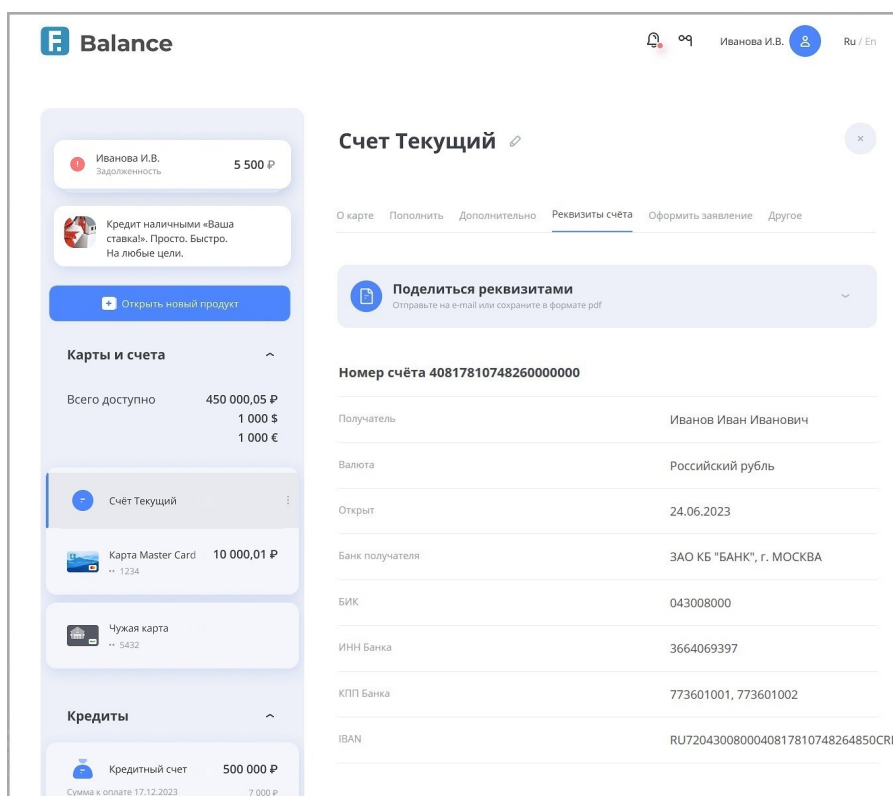 Balance
Иванова И.В.
Ru / En
Иванова И.В.
Задолженность
5 500 ₽
Кредит наличными «Ваша
ставка!». Просто. Быстро.
На любые цели.
Открыть новый продукт
Карты и счета
Всего доступно 450 000,05 ₽
1 000 $
1 000 €
Счёт Текущий
Карта Master Card 10 000,01 ₽
•• 1234
Чужая карта
•• 5432
Кредиты
Кредитный счет 500 000 ₽
Сумма к оплате 17.12.2023 7 000 ₽
Счет Текущий
О карте Пополнить Дополнительно Реквизиты счёта Оформить заявление Другое
Поделиться реквизитами
Отправьте на e-mail или сохраните в формате pdf
Номер счёта 40817810748260000000
Получатель Иванов Иван Иванович
Валюта Российский рубль
Открыт 24.06.2023
Банк получателя ЗАО КБ "БАНК", г. МОСКВА
БИК 043008000
ИНН Банка 3664069397
КПП Банка 773601001, 773601002
IBAN RU7204300800040817810748264850CR